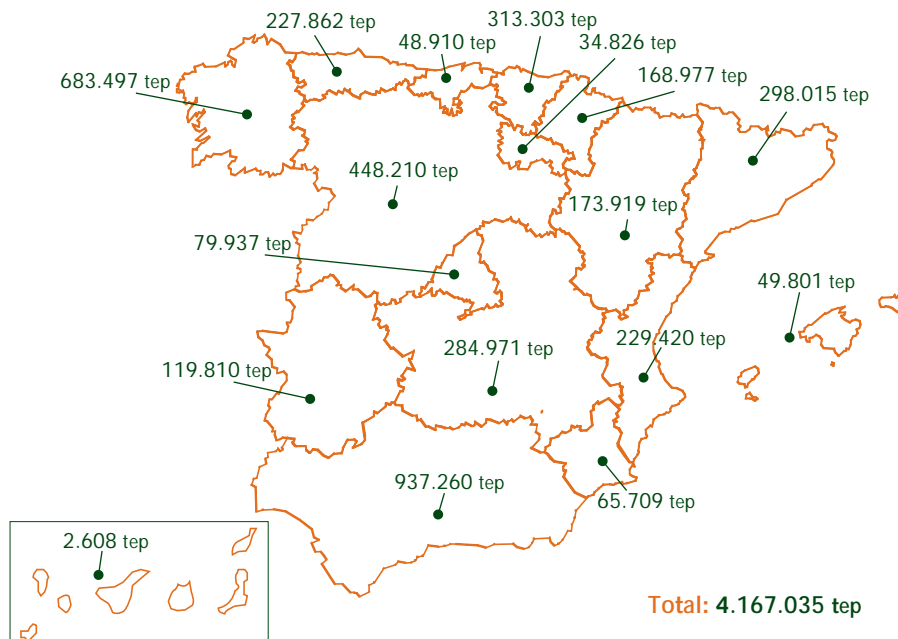 313.303 tep
227.862 tep
48.910 tep
34.826 tep
683.497 tep
168.977 tep
298.015 tep
448.210 tep
173.919 tep
79.937 tep
49.801 tep
284.971 tep
229.420 tep
119.810 tep
937.260 tep
65.709 tep
2.608 tep
Total: 4.167.035 tep